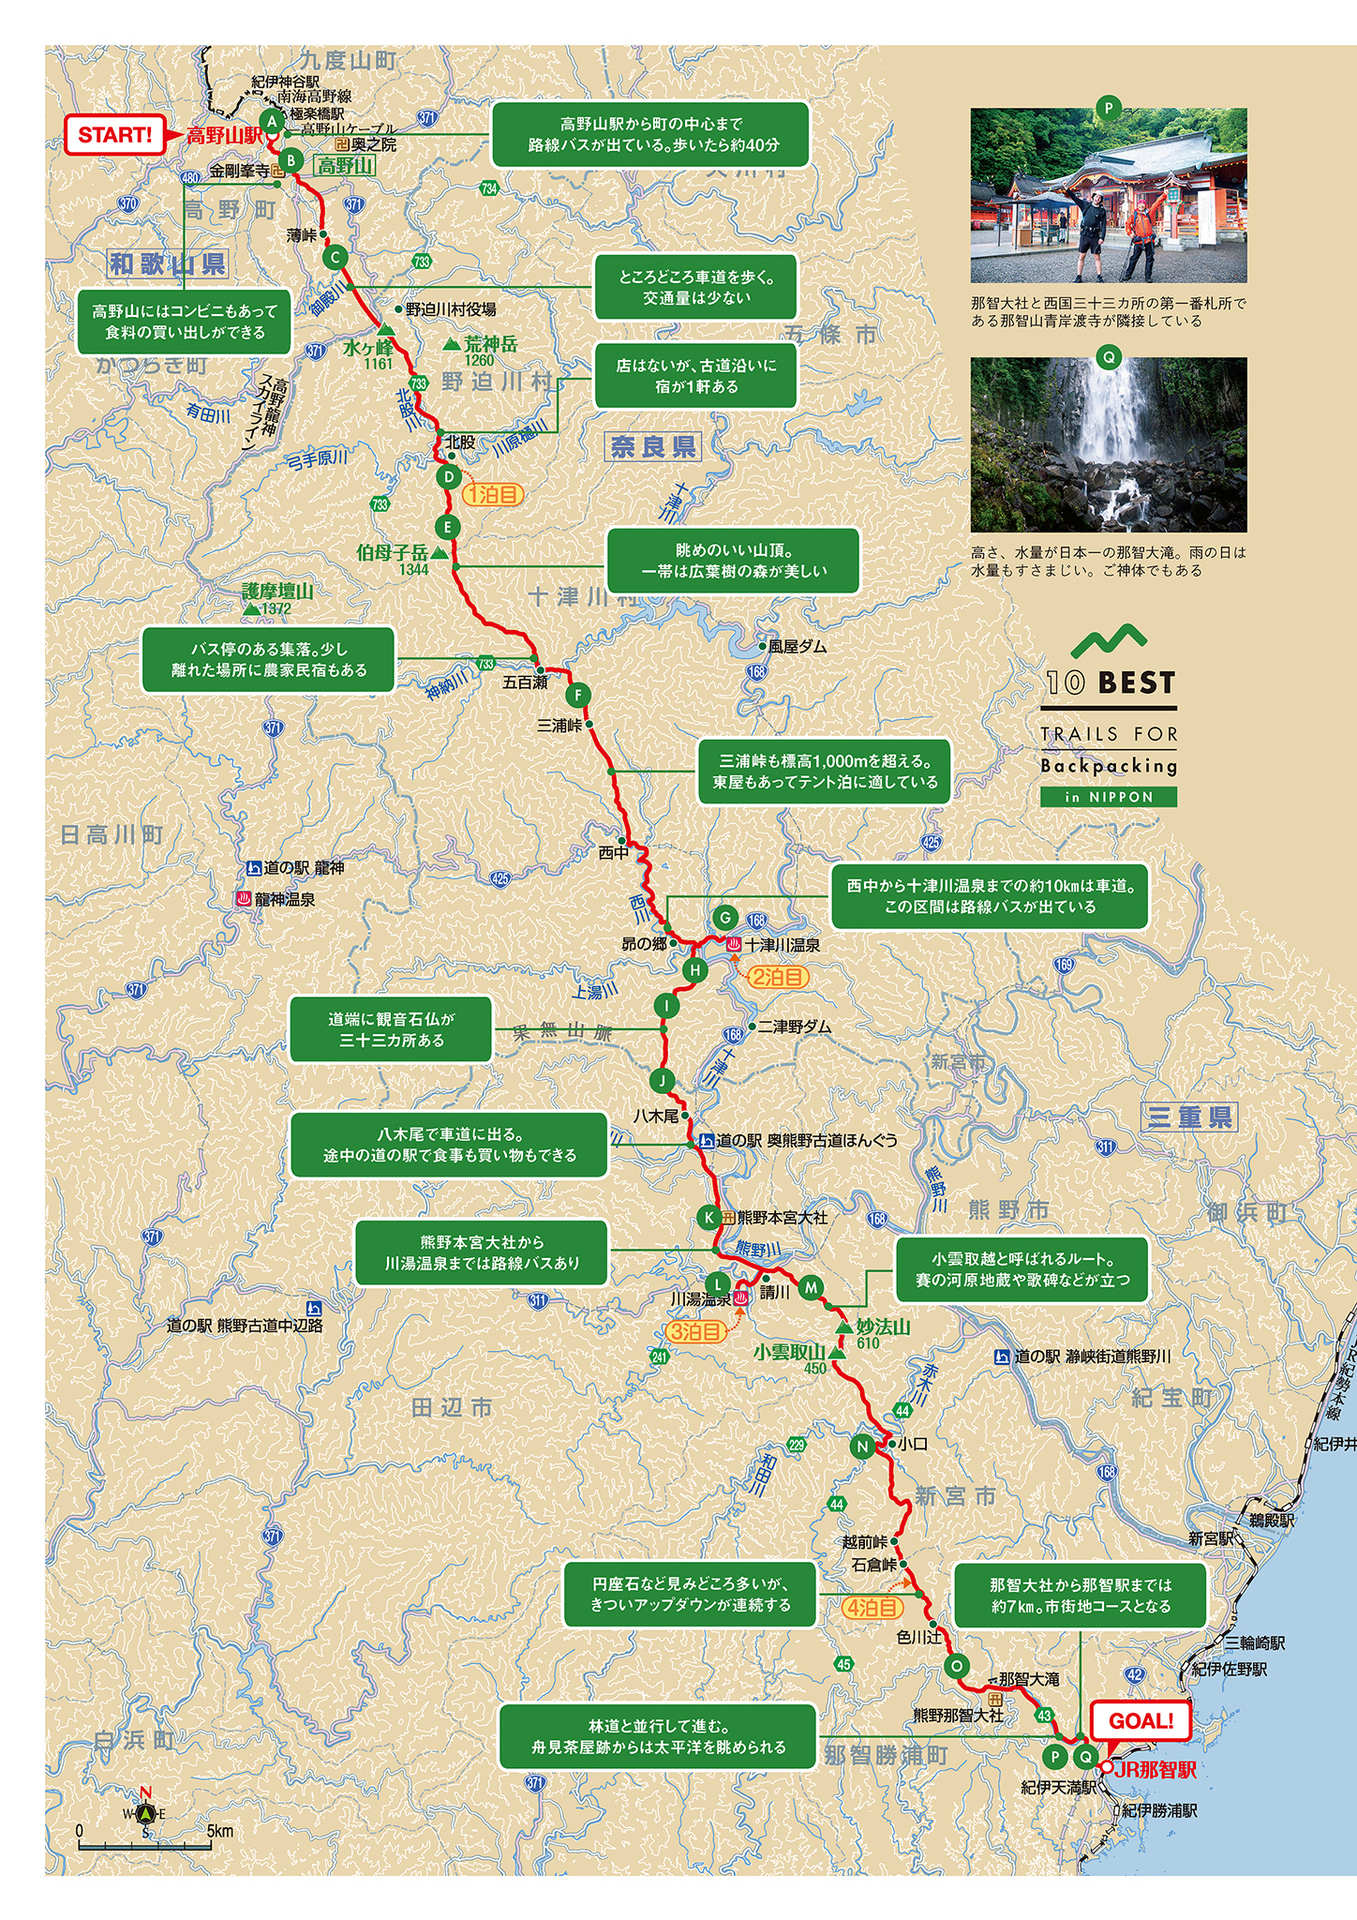 九度山町
紀伊神谷駅
南海高野線
極楽橋駅
A
START!
高野山駅
高野山ケーブル
371
奥之院
高野山駅から町の中心まで
路線バスが出ている。歩いたら約40分
B
高野山
金剛峯寺
480
370
高野町
371
734
薄峠
和歌山県
C
733
高野山にはコンビニもあって
食料の買い出しができる
御殿川
野迫川村役場
ところどころ車道を歩く。
交通量は少ない
かつらぎ町
371
水ヶ峰
1161
荒神岳
1260
五條市
野迫川村
733
店はないが、古道沿いに
宿が1軒ある
高野龍神
スカイライン
有田川
北股川
北股
川原樋川
奈良県
弓手原川
D
1泊目
十津川
733
E
伯母子岳
1344
眺めのいい山頂。
一帯は広葉樹の森が美しい
護摩壇山
1372
十津川村
バス停のある集落。少し
離れた場所に農家民宿もある
733
神納川
五百瀬
風屋ダム
168
F
三浦峠
371
三浦峠も標高1,000mを超える。
東屋もあってテント泊に適している
日高川町
西中
425
道の駅 龍神
425
龍神温泉
西川
西中から十津川温泉までの約10kmは車道。
この区間は路線バスが出ている
G
168
昴の郷
十津川温泉
H
2泊目
169
371
上湯川
I
道端に観音石仏が
三十三カ所ある
果無山脈
168
二津野ダム
十津川
新宮市
J
八木尾
三重県
八木尾で車道に出る。
途中の道の駅で食事も買い物もできる
道の駅 奥熊野古道ほんぐう
311
熊野川
熊野市
御浜町
K
熊野本宮大社
168
371
熊野本宮大社から
川湯温泉までは路線バスあり
熊野川
小雲取越と呼ばれるルート。
賽の河原地蔵や歌碑などが立つ
L
請川
M
川湯温泉
311
道の駅 熊野古道中辺路
3泊目
妙法山
610
小雲取山
450
241
道の駅 瀞峡街道熊野川
JR紀勢本線
赤木川
紀宝町
田辺市
44
N
小口
229
和田川
紀伊井
168
44
新宮市
鵜殿駅
新宮駅
371
越前峠
石倉峠
円座石など見みどころ多いが、
きついアップダウンが連続する
4泊目
那智大社から那智駅までは
約7km。市街地コースとなる
色川辻
三輪崎駅
O
45
紀伊佐野駅
42
那智大滝
熊野那智大社
43
GOAL!
林道と並行して進む。
舟見茶屋跡からは太平洋を眺められる
白浜町
那智勝浦町
P
Q
JR那智駅
371
紀伊天満駅
紀伊勝浦駅
N
W
E
S
0
5km
P
那智大社と西国三十三カ所の第一番札所で
ある那智山青岸渡寺が隣接している
Q
高さ、水量が日本一の那智大滝。雨の日は
水量もすさまじい。ご神体でもある
10 BEST
TRAILS FOR
Backpacking
in NIPPON